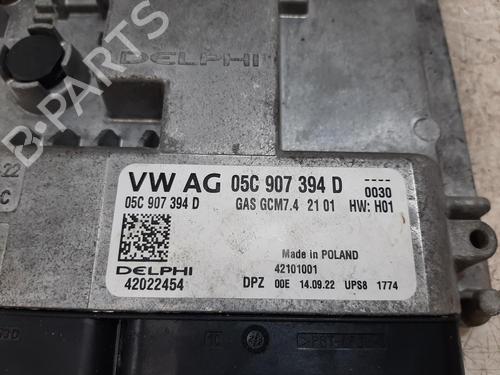 DELPHI
VW AG 05C 907 394 D
----
0030
05C 907 394 D GAS GCM7.4 21 01 HW: H01
Made in POLAND
DELPHI 42101001
42022454 DPZ 00E 14.09.22 UPS8 1774